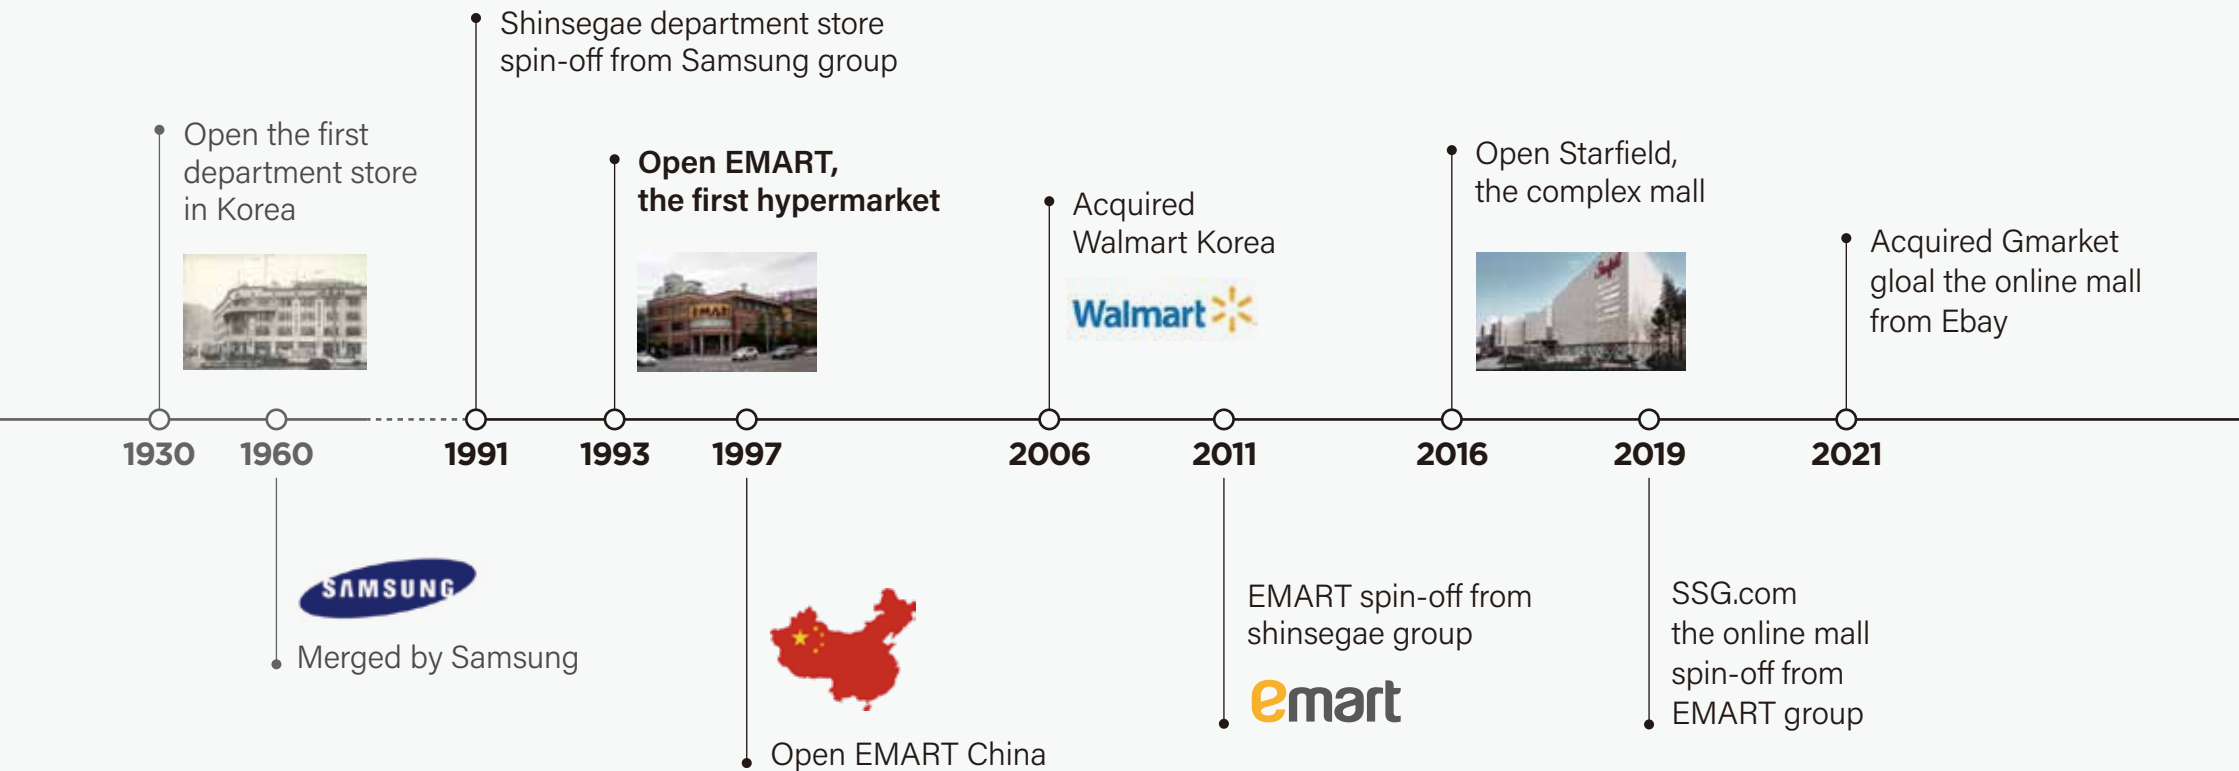 Shinsegae department store
spin-off from Samsung group
Open the first
department store
in Korea
Open EMART,
the first hypermarket
EMART
Acquired
Walmart Korea
Walmart
Open Starfield,
the complex mall
Starfield
Acquired Gmarket
gloal the online mall
from Ebay
1930
1960
1991
1993
1997
2006
2011
2016
2019
2021
SAMSUNG
Merged by Samsung
Open EMART China
EMART spin-off from
shinsegae group
emart
SSG.com
the online mall
spin-off from
EMART group